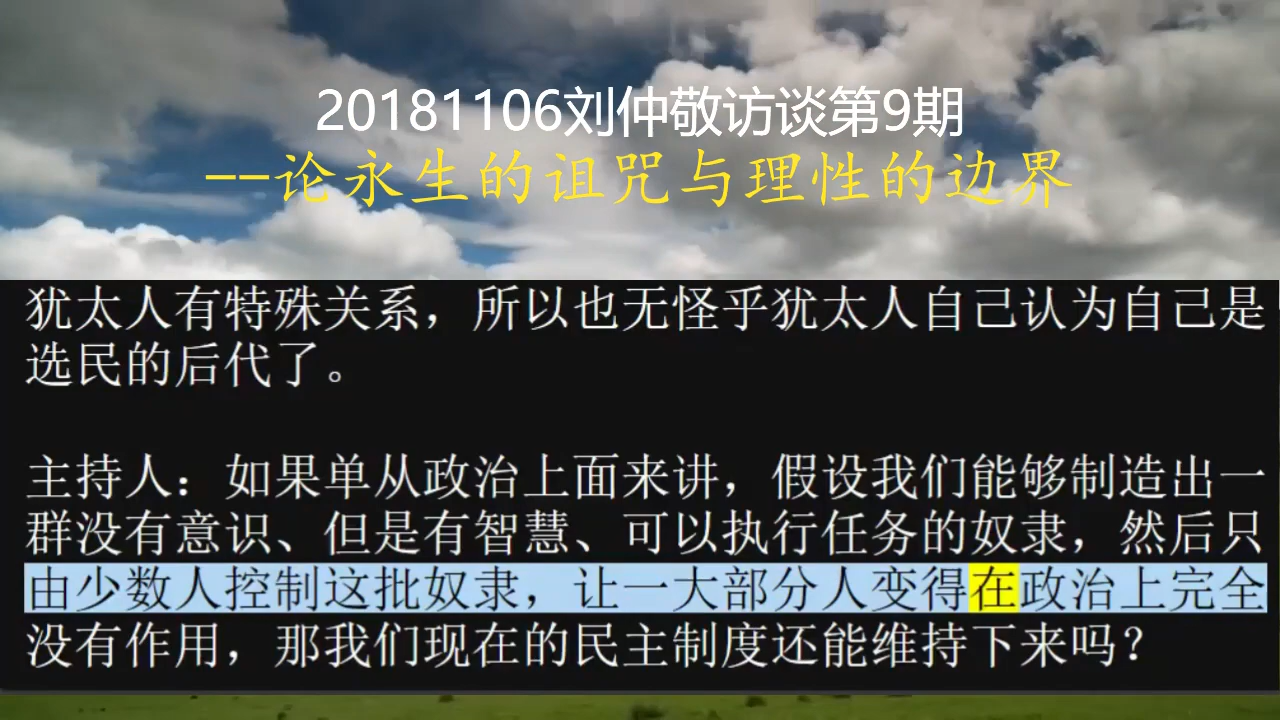 20181106刘仲敬访谈第9期
--论永生的诅咒与理性的边界
犹太人有特殊关系，所以也无怪乎犹太人自己认为自己是
选民的后代了。
主持人：如果单从政治上面来讲，假设我们能够制造出一
群没有意识、但是有智慧、可以执行任务的奴隶，然后只
由少数人控制这批奴隶，让一大部分人变得在政治上完全
没有作用，那我们现在的民主制度还能维持下来吗？